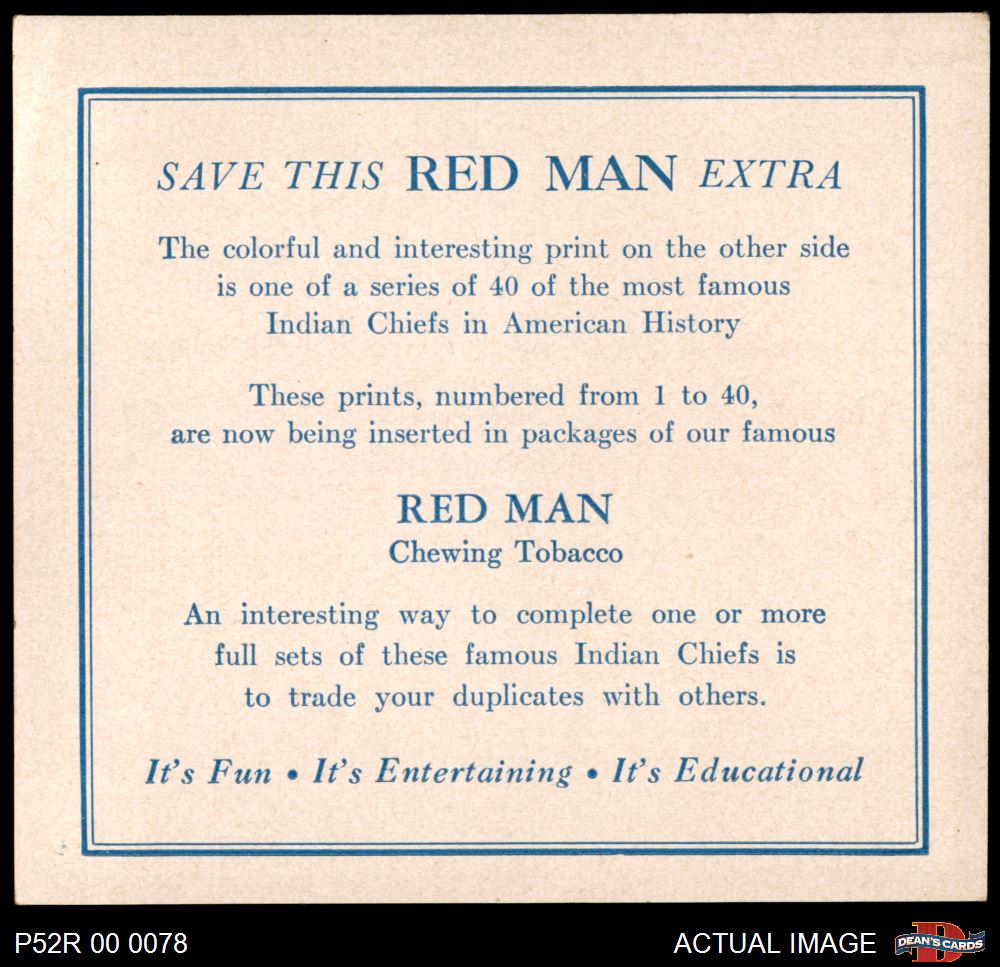 SAVE THIS RED MAN EXTRA
The colorful and interesting print on the other side
is one of a series of 40 of the most famous
Indian Chiefs in American History
These prints, numbered from 1 to 40,
are now being inserted in packages of our famous
RED MAN
Chewing Tobacco
An interesting way to complete one or more
full sets of these famous Indian Chiefs is
to trade your duplicates with others.
It's Fun • It's Entertaining • It's Educational
P52R 00 0078
ACTUAL IMAGE
D
DEAN'S CARDS